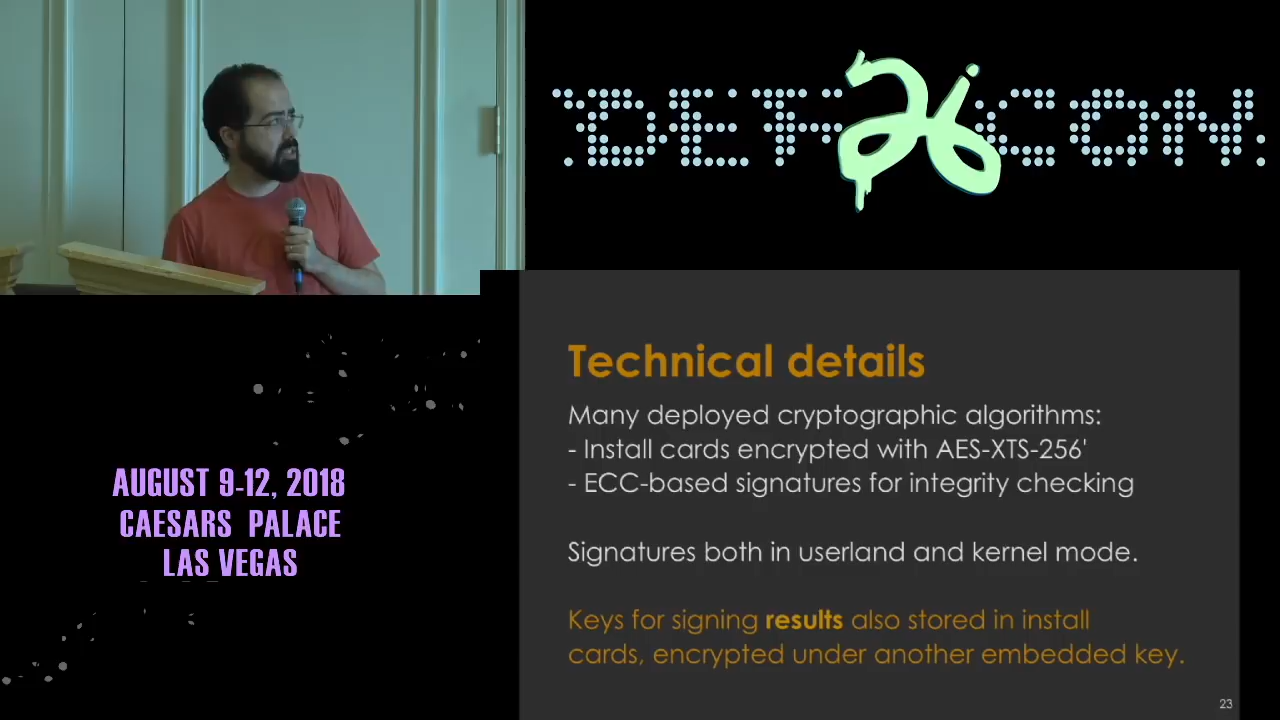 DEF 26 CON
AUGUST 9-12, 2018
CAESARS PALACE
LAS VEGAS
Technical details
Many deployed cryptographic algorithms:
- Install cards encrypted with AES-XTS-256'
- ECC-based signatures for integrity checking
Signatures both in userland and kernel mode.
Keys for signing results also stored in install
cards, encrypted under another embedded key.
23